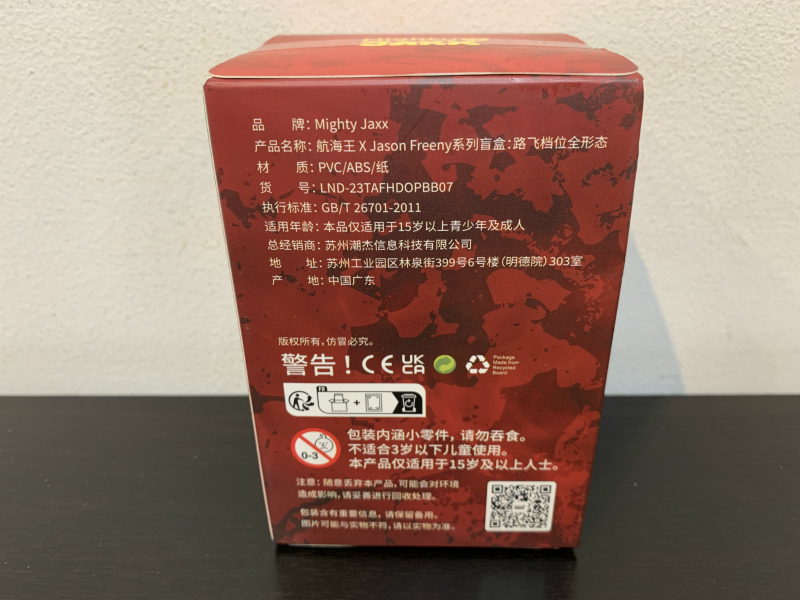 品 牌: Mighty Jaxx
产品名称: 航海王 X Jason Freeny系列盲盒:路飞档位全形态
材 质: PVC/ABS/纸
货 号: LND-23TAFHDOPBB07
执行标准: GB/T 26701-2011
适用年龄: 本品仅适用于15岁以上青少年及成人
总经销商: 苏州潮杰信息科技有限公司
地 址: 苏州工业园区林泉街399号6号楼(明德院)303室
产 地: 中国广东
版权所有,仿冒必究。
警告! CE UK CA Package Made from Recycled Board
FR
+
0-3
包装内涵小零件,请勿吞食。
不适合3岁以下儿童使用。
本产品仅适用于15岁及以上人士。
注意: 随意丢弃本产品,可能会对环境
造成影响,请妥善进行回收处理。
包装含有重要信息,请保留备用。
图片可能与实物不符,请以实物为准。